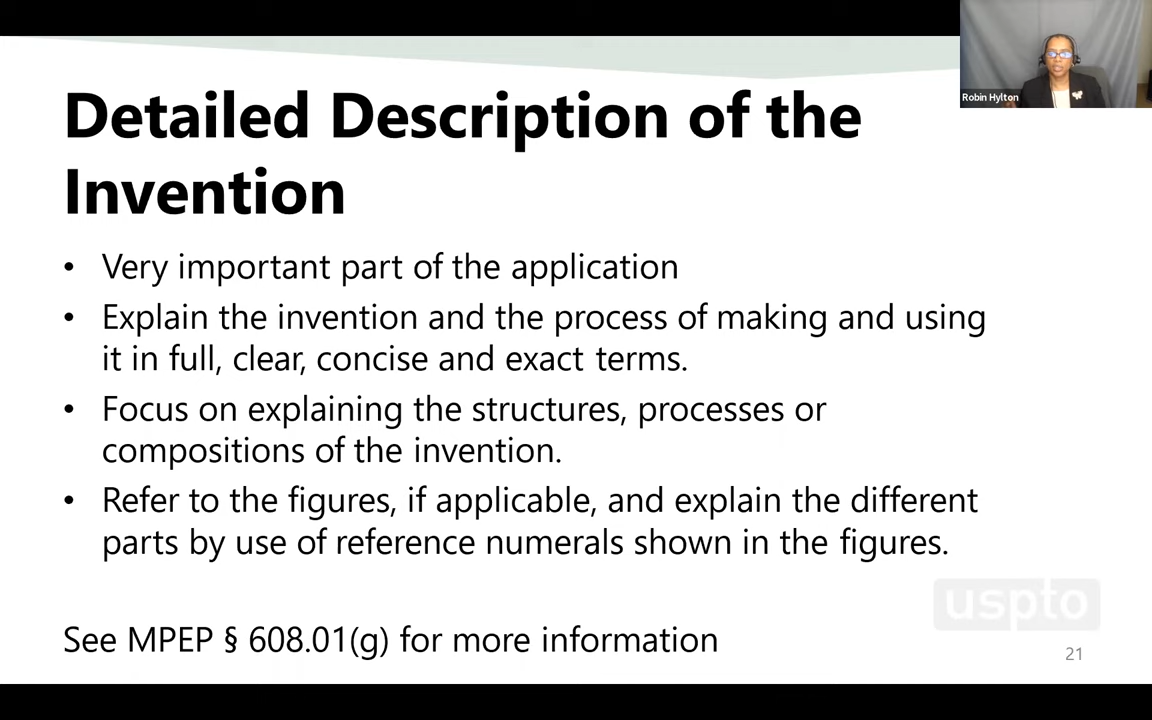 Robin Hylton
Detailed Description of the
Invention
• Very important part of the application
• Explain the invention and the process of making and using
it in full, clear, concise and exact terms.
• Focus on explaining the structures, processes or
compositions of the invention.
• Refer to the figures, if applicable, and explain the different
parts by use of reference numerals shown in the figures.
uspto
See MPEP § 608.01(g) for more information
21